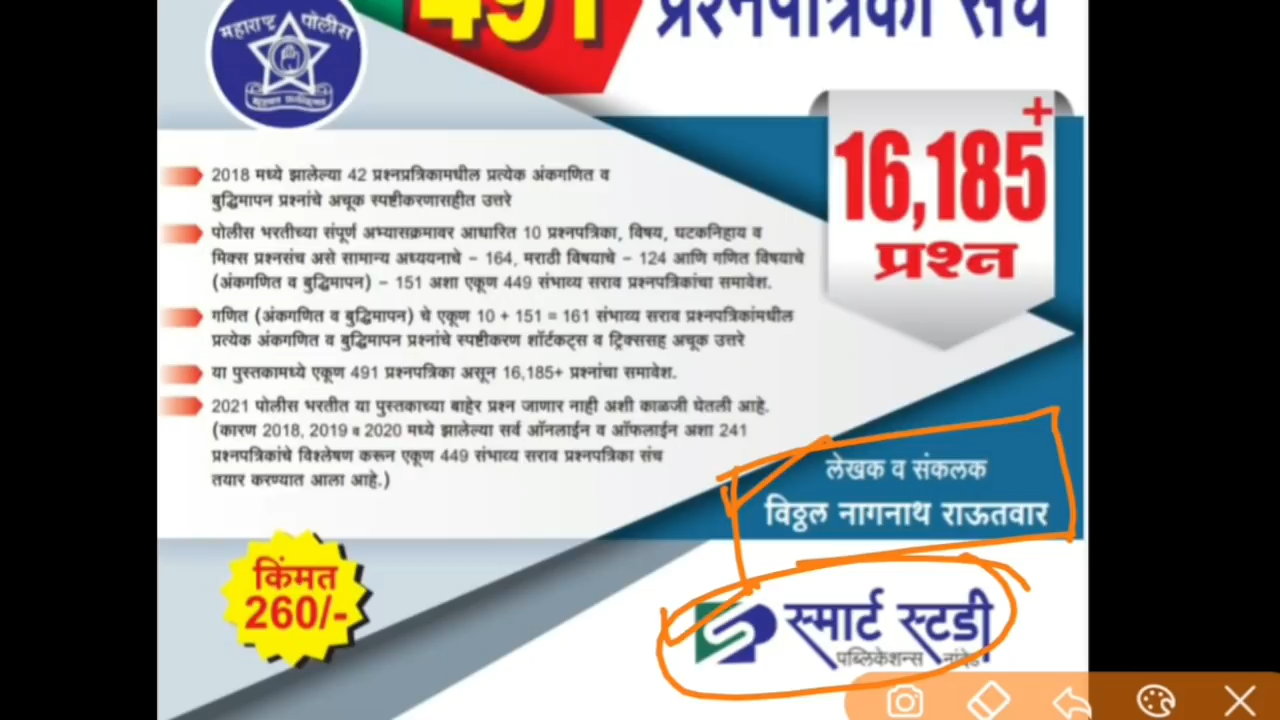 महाराष्ट्र पोलीस
491 प्रश्नपत्रिका संच
16,185+
प्रश्न
2018 मध्ये झालेल्या 42 प्रश्नप्रत्रिकामधील प्रत्येक अंकगणित व
बुद्धिमापन प्रश्नांचे अचूक स्पष्टीकरणासहीत उत्तरे
पोलीस भरतीच्या संपूर्ण अभ्यासक्रमावर आधारित 10 प्रश्नपत्रिका, विषय, घटकनिहाय व
मिक्स प्रश्नसंच असे सामान्य अध्ययनाचे - 164, मराठी विषयाचे - 124 आणि गणित विषयाचे
(अंकगणित व बुद्धिमापन) - 151 अशा एकूण 449 संभाव्य सराव प्रश्नपत्रिकांचा समावेश.
गणित (अंकगणित व बुद्धिमापन) चे एकूण 10 + 151 = 161 संभाव्य सराव प्रश्नपत्रिकांमधील
प्रत्येक अंकगणित व बुद्धिमापन प्रश्नांचे स्पष्टीकरण शॉर्टकट्स व ट्रिक्ससह अचूक उत्तरे
या पुस्तकामध्ये एकूण 491 प्रश्नपत्रिका असून 16,185+ प्रश्नांचा समावेश.
2021 पोलीस भरतीत या पुस्तकाच्या बाहेर प्रश्न जाणार नाही अशी काळजी घेतली आहे.
(कारण 2018, 2019 व 2020 मध्ये झालेल्या सर्व ऑनलाईन व ऑफलाईन अशा 241
प्रश्नपत्रिकांचे विश्लेषण करून एकूण 449 संभाव्य सराव प्रश्नपत्रिका संच
तयार करण्यात आला आहे.)
लेखक व संकलक
विठ्ठल नागनाथ राऊतवार
किंमत
260/-
स्मार्ट स्टडी
पब्लिकेशन्स नांदेड